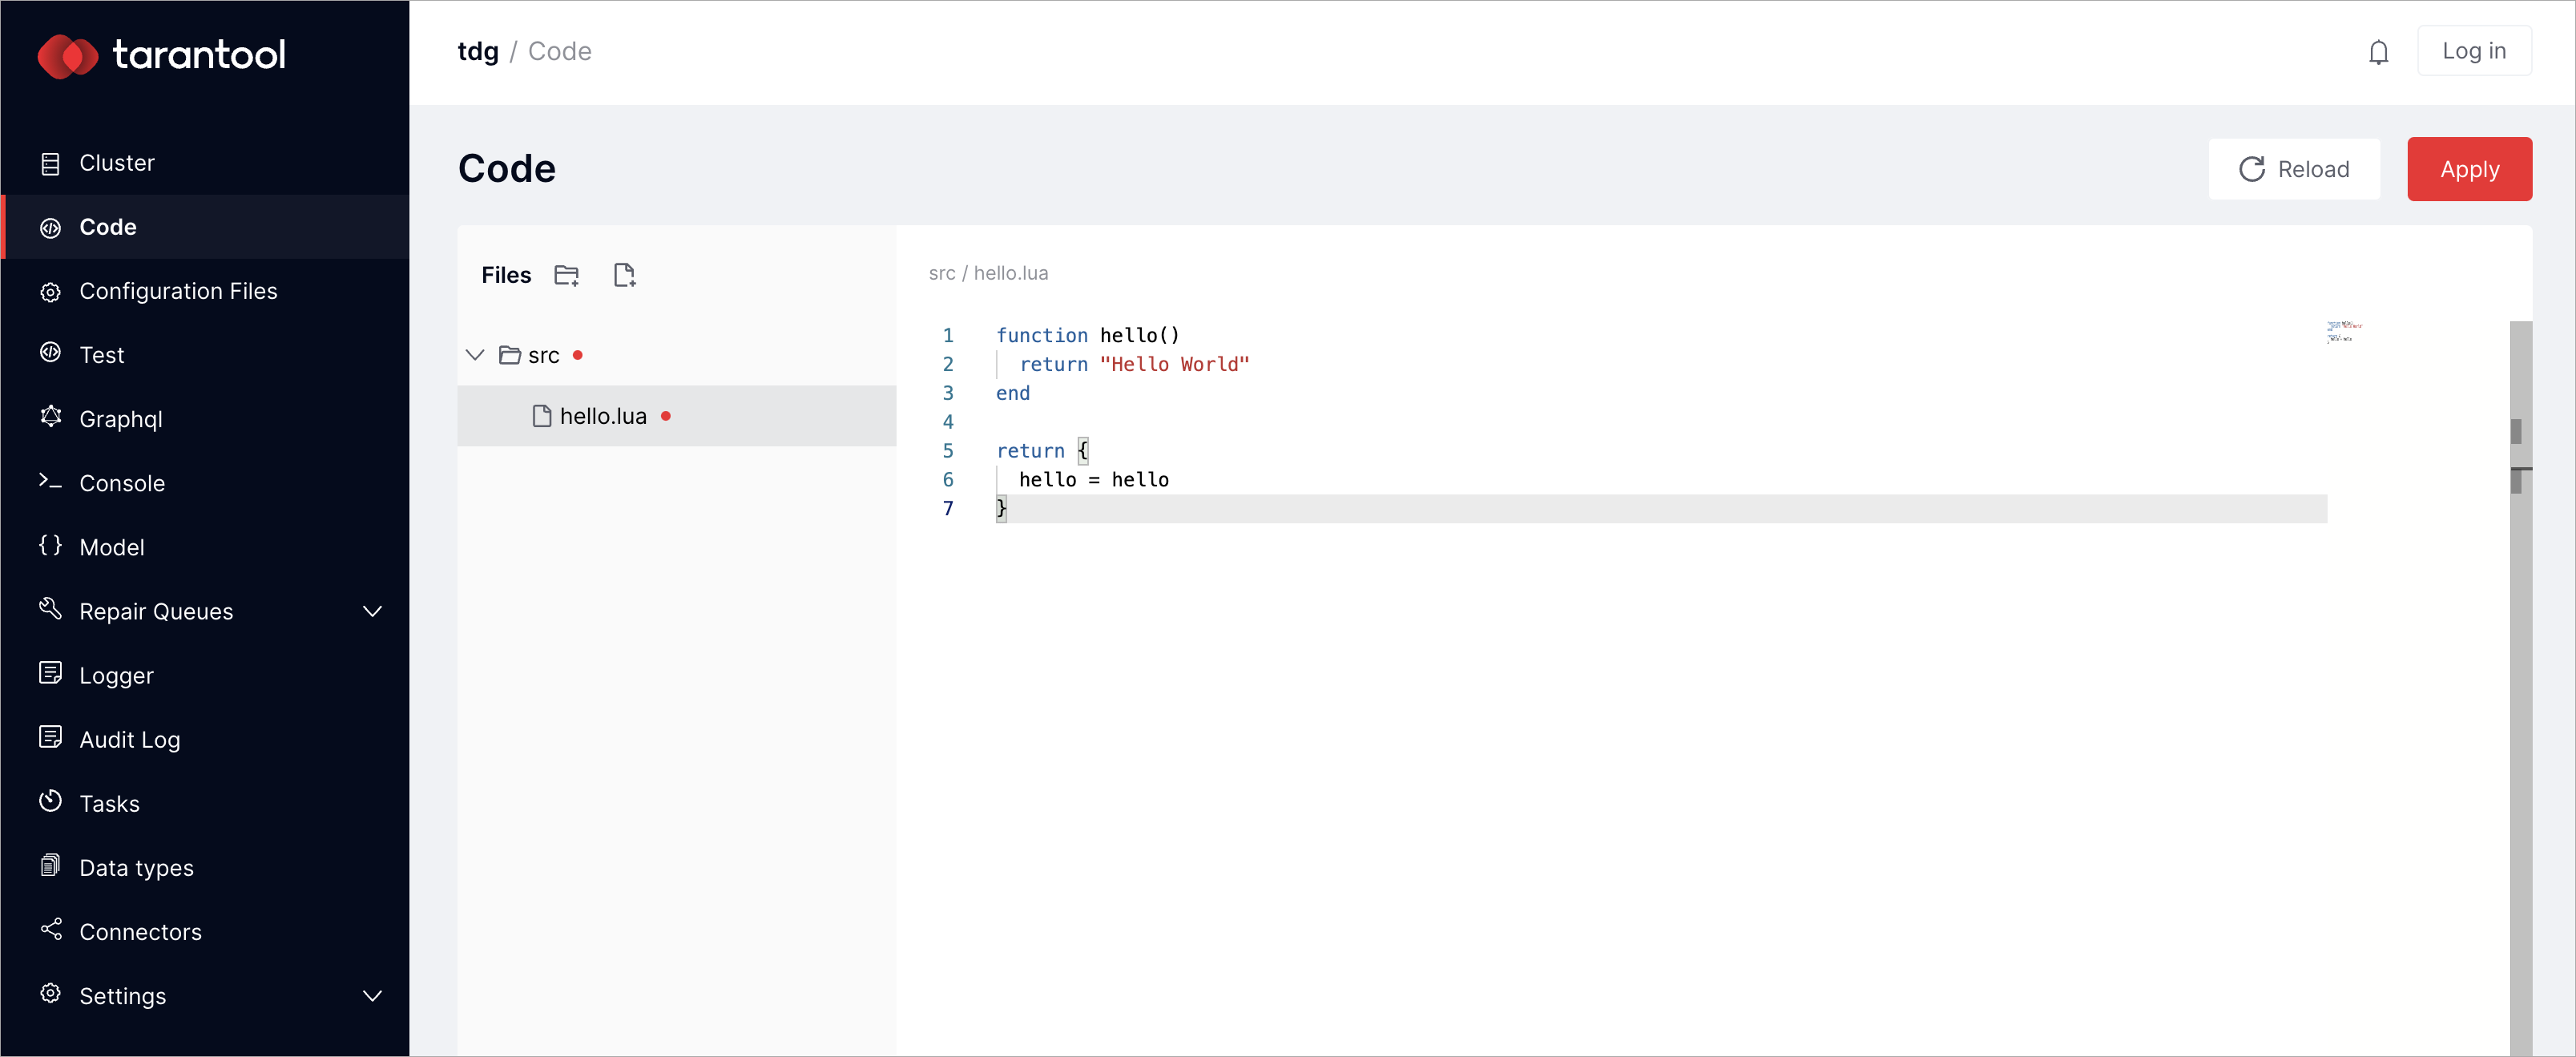 tarantool
Cluster
Code
Configuration Files
Test
Graphql
Console
Model
Repair Queues
Logger
Audit Log
Tasks
Data types
Connectors
Settings
tdg / Code
Log in
Code
Reload
Apply
Files
src
hello.lua
src / hello.lua
1 function hello()
2 return "Hello World"
3 end
4
5 return {
6 hello = hello
7 }